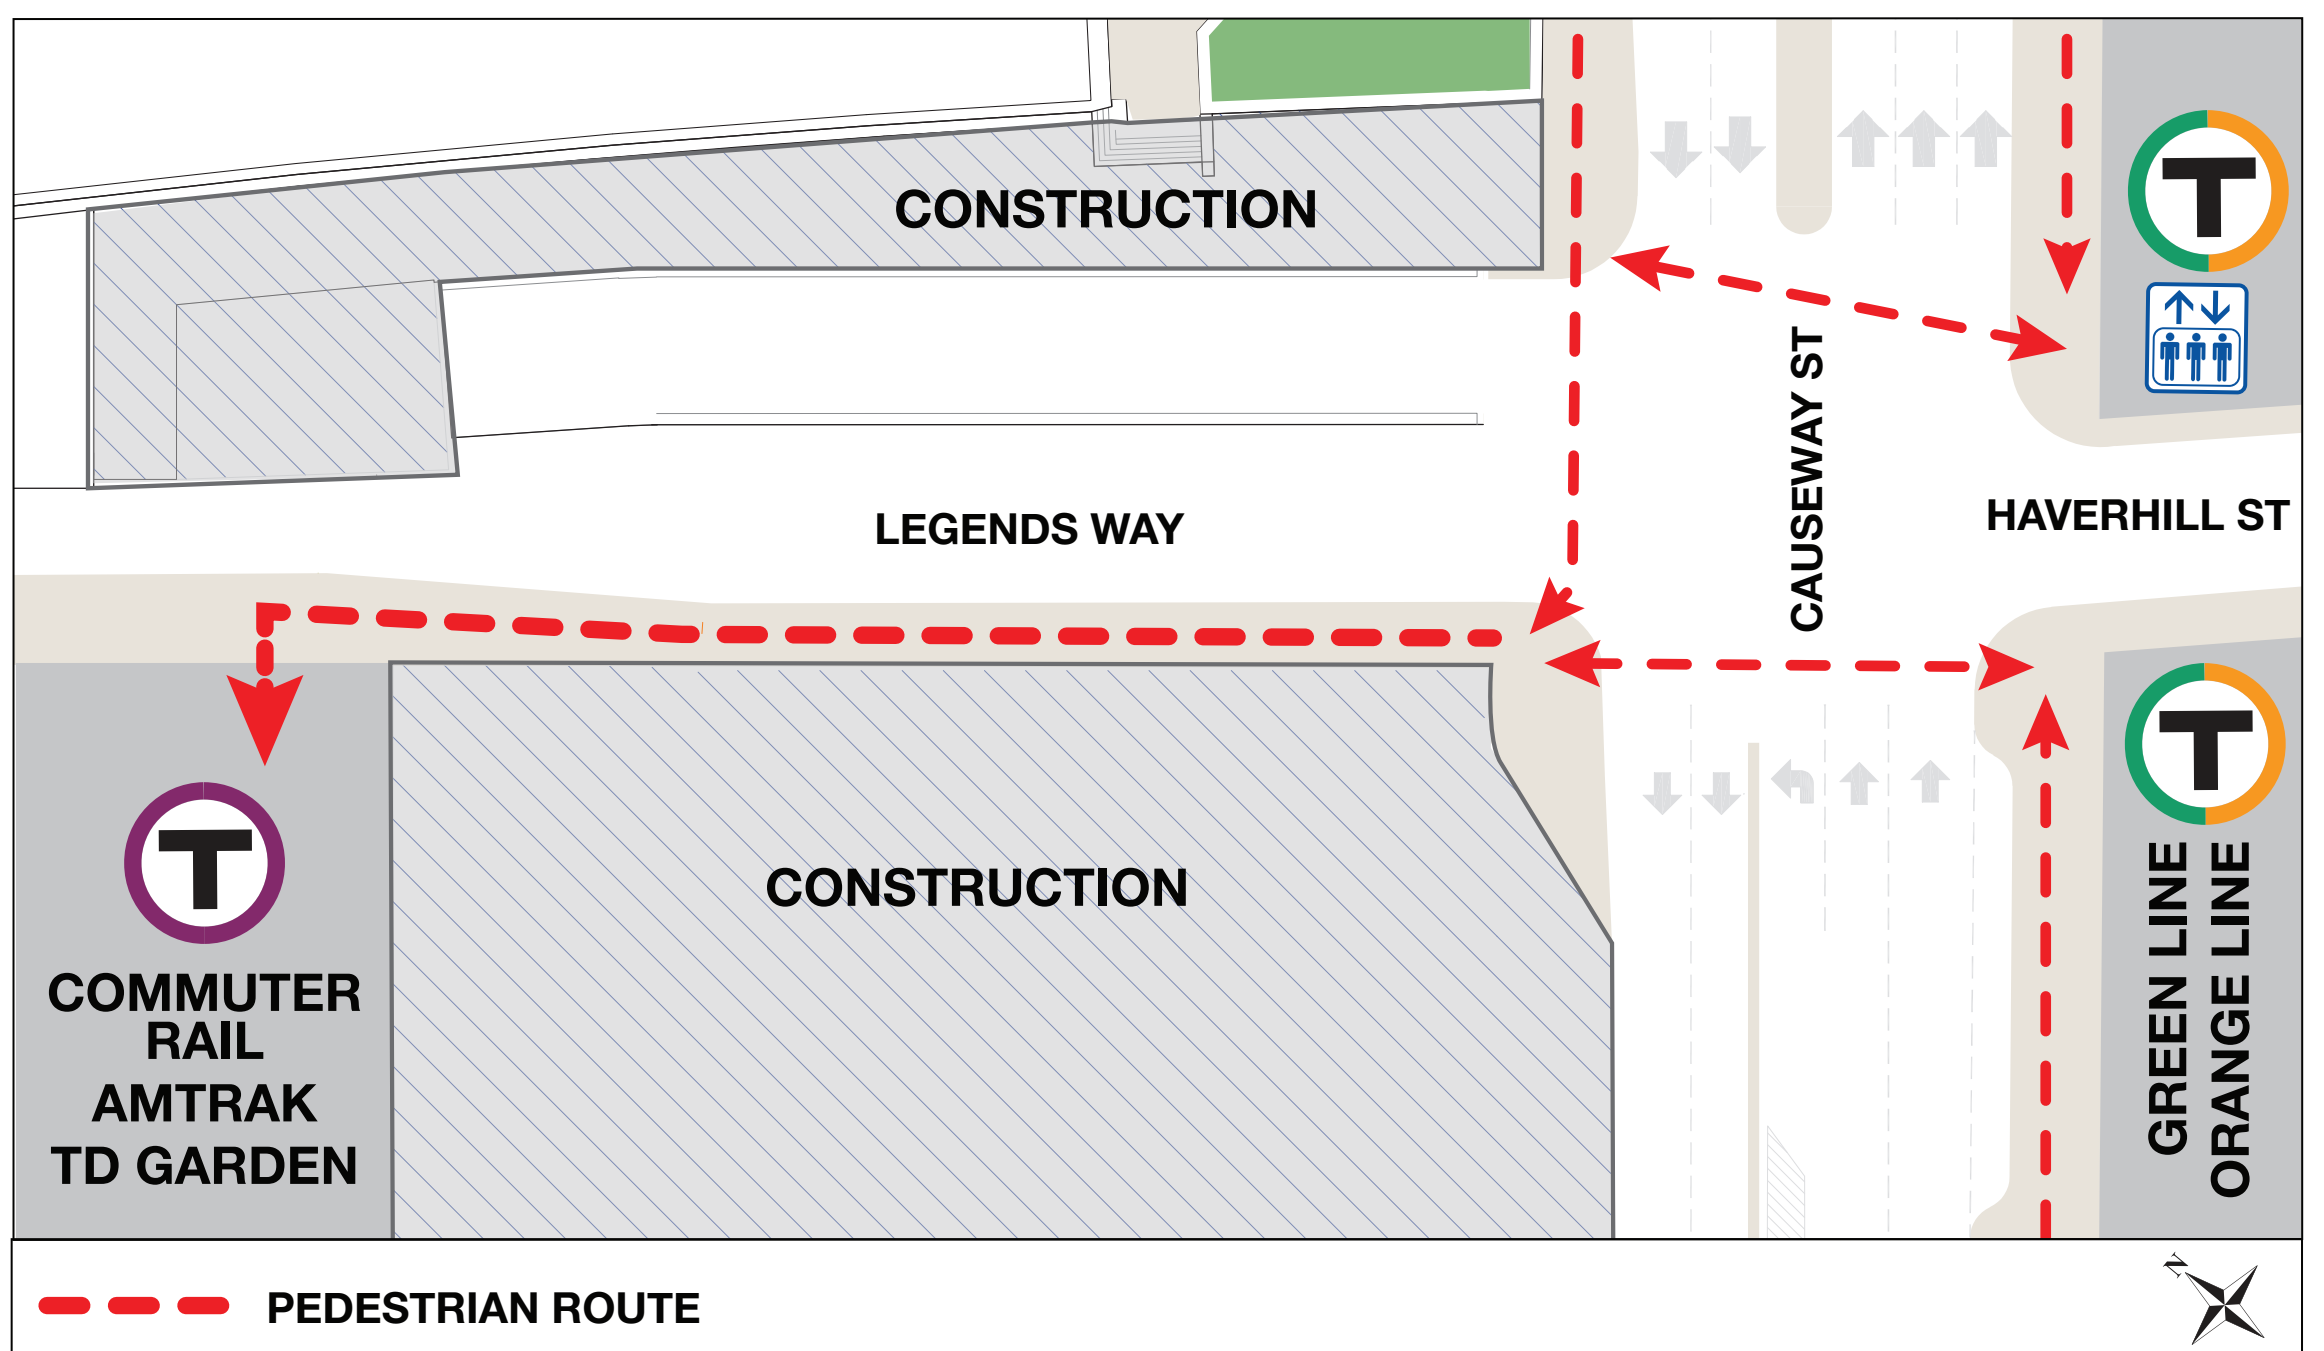 CONSTRUCTION
T
CAUSEWAY ST
LEGENDS WAY
HAVERHILL ST
T
T
CONSTRUCTION
COMMUTER
RAIL
AMTRAK
TD GARDEN
GREEN LINE
ORANGE LINE
PEDESTRIAN ROUTE
N